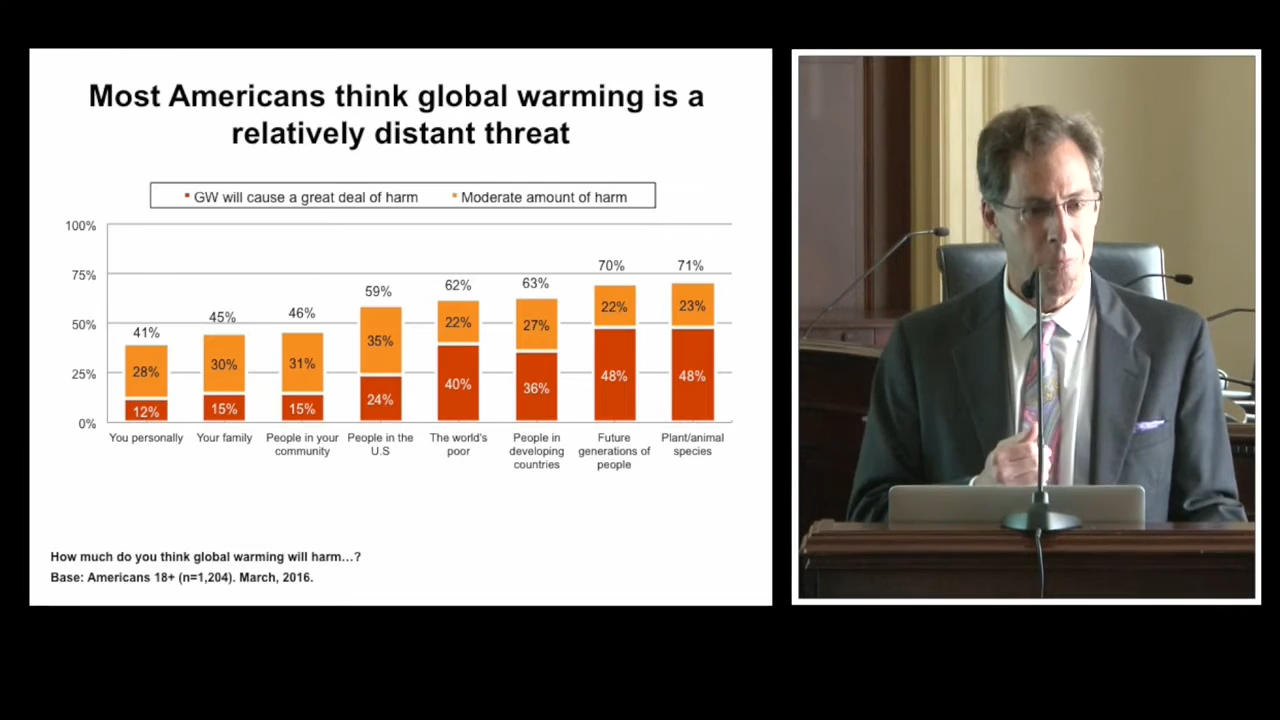 Most Americans think global warming is a
relatively distant threat
GW will cause a great deal of harm
Moderate amount of harm
100%
75%
50%
25%
0%
41%
28%
12%
45%
30%
15%
46%
31%
15%
59%
35%
24%
62%
22%
40%
63%
27%
36%
70%
22%
48%
71%
23%
48%
You personally
Your family
People in your
community
People in the
U.S
The world's
poor
People in
developing
countries
Future
generations of
people
Plant/animal
species
How much do you think global warming will harm…?
Base: Americans 18+ (n=1,204). March, 2016.